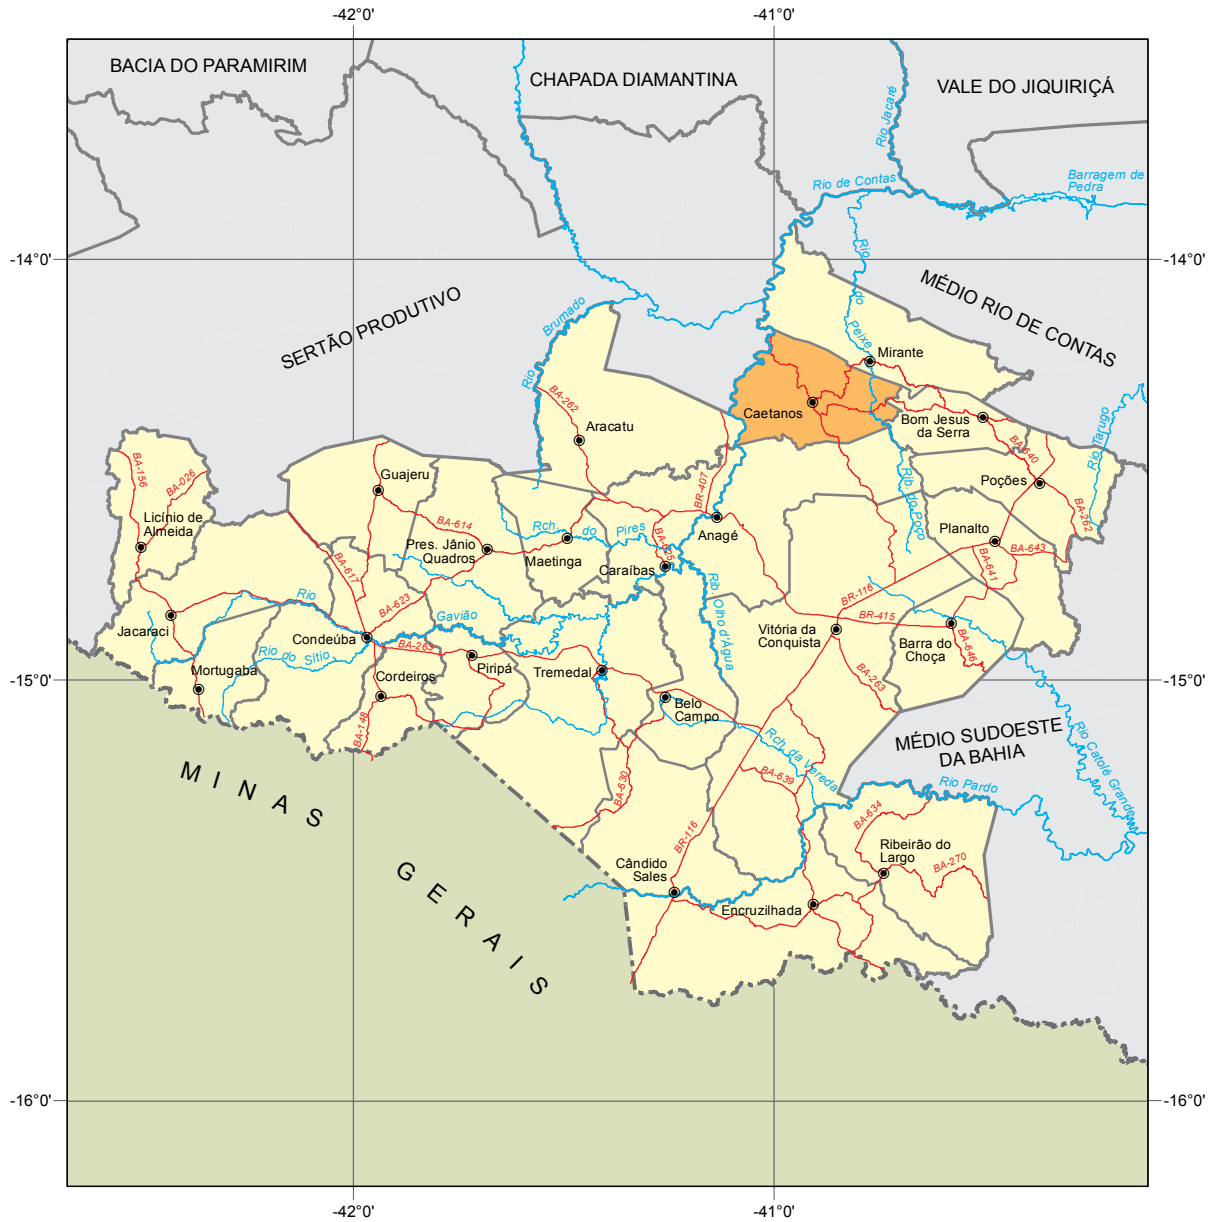 -42°0'
-41°0'
BACIA DO PARAMIRIM
CHAPADA DIAMANTINA
VALE DO JIQUIRIÇÁ
Rio Jacaré
Rio de Contas
Barragem de
Pedra
-14°0'
-14°0'
Rio
do
Peixe
MÉDIO RIO DE CONTAS
SERTÃO PRODUTIVO
Rio
Brumado
Mirante
BA-262
Caetanos
Aracatu
Bom Jesus
da Serra
BA-640
Rio Tarugo
BA-156
BA-026
Guajeru
BR-407
Rib. do Poço
Poções
BA-262
Licínio de
Almeida
BA-614
Rch.
do
Pires
Anagé
Planalto
Pres. Jânio
Quadros
Maetinga
Caraíbas
BA-625
BA-643
BA-641
BA-617
BA-623
Rib. Olho d'Água
BR-116
Rio
Gavião
BR-415
Jacaraci
Condeúba
BA-263
Vitória da
Conquista
Barra do
Choça
BA-646
Rio do Sítio
Mortugaba
Cordeiros
Piripá
Tremedal
BA-263
-15°0'
-15°0'
BA-148
Belo
Campo
Rch. da Vereda
MÉDIO SUDOESTE
DA BAHIA
Rio Catolé Grande
BA-630
BA-639
Rio Pardo
MINAS
BR-116
BA-634
Ribeirão do
Largo
BA-270
Cândido
Sales
Encruzilhada
GERAIS
-16°0'
-16°0'
-42°0'
-41°0'